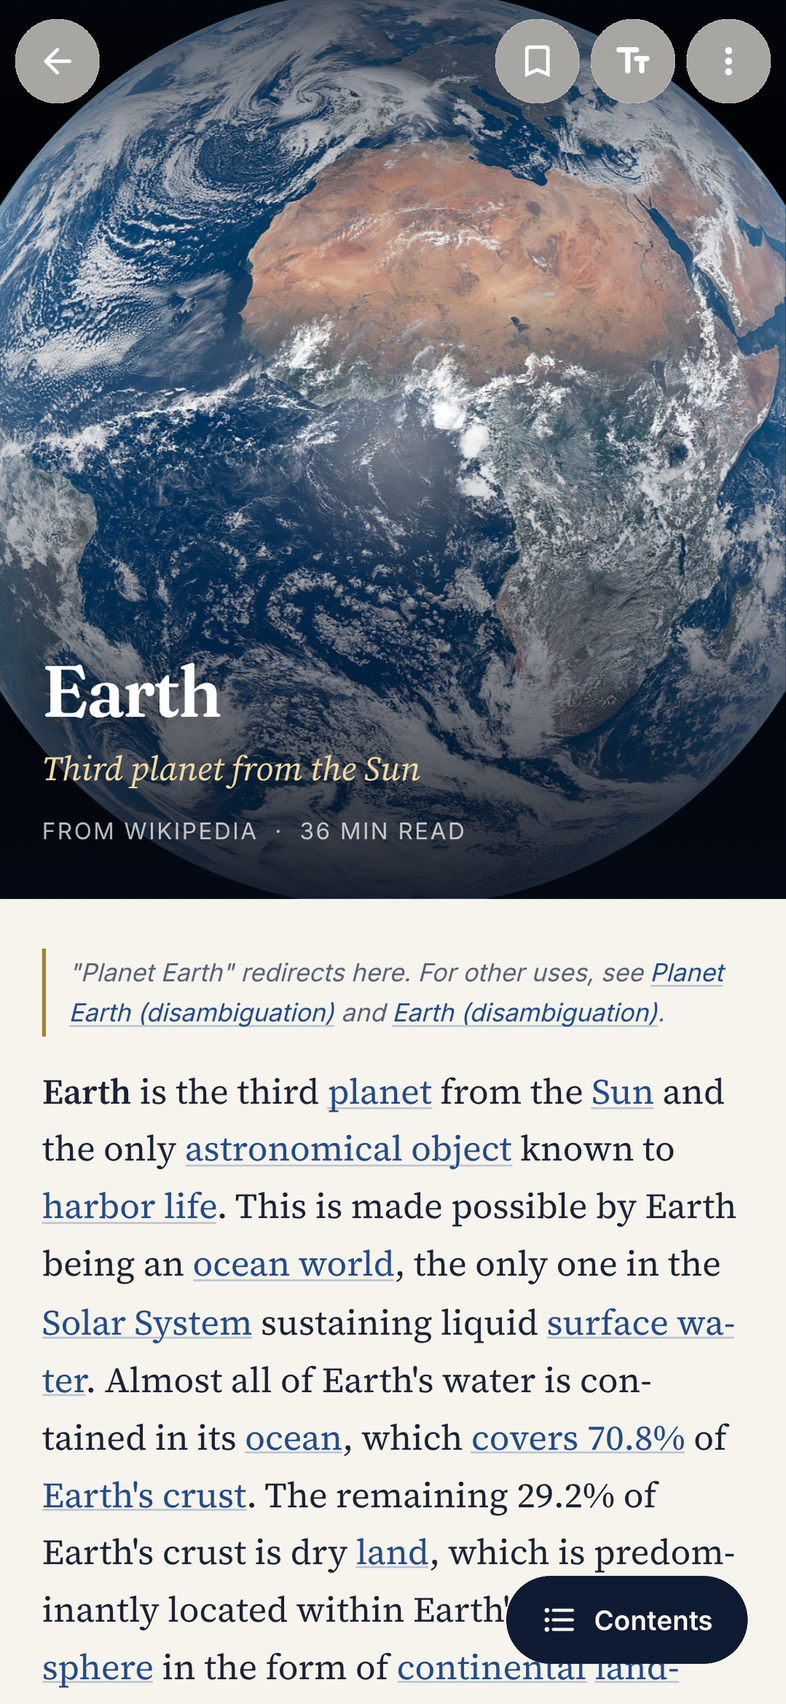 Tт
Earth
Third planet from the Sun
FROM WIKIPEDIA · 36 MIN READ
"Planet Earth" redirects here. For other uses, see Planet
Earth (disambiguation) and Earth (disambiguation).
Earth is the third planet from the Sun and
the only astronomical object known to
harbor life. This is made possible by Earth
being an ocean world, the only one in the
Solar System sustaining liquid surface wa-
ter. Almost all of Earth's water is con-
tained in its ocean, which covers 70.8% of
Earth's crust. The remaining 29.2% of
Earth's crust is dry land, which is predom-
inantly located within Earth'
Contents
sphere in the form of continental land-